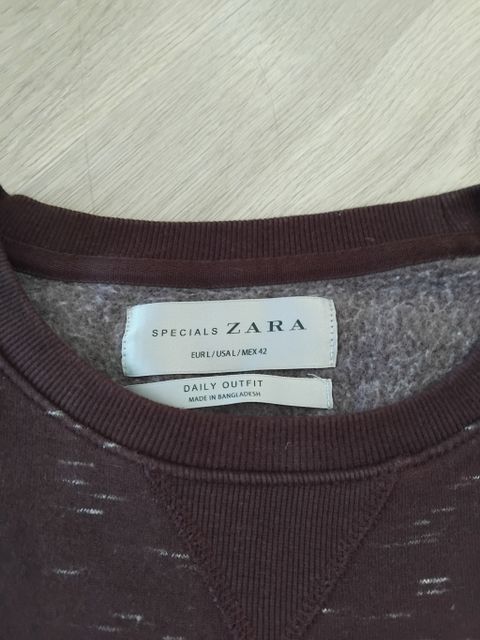 SPECIALS ZARA
EUR L / USA L / MEX 42
DAILY OUTFIT
MADE IN BANGLADESH